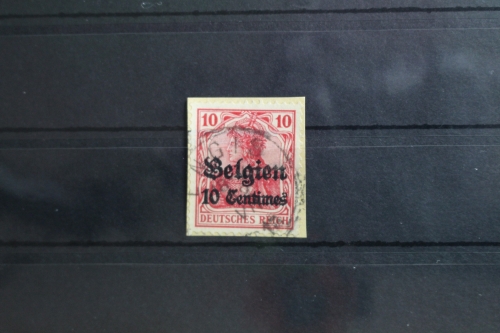 10 10
Belgien
10 Centimes
DEUTSCHES REICH